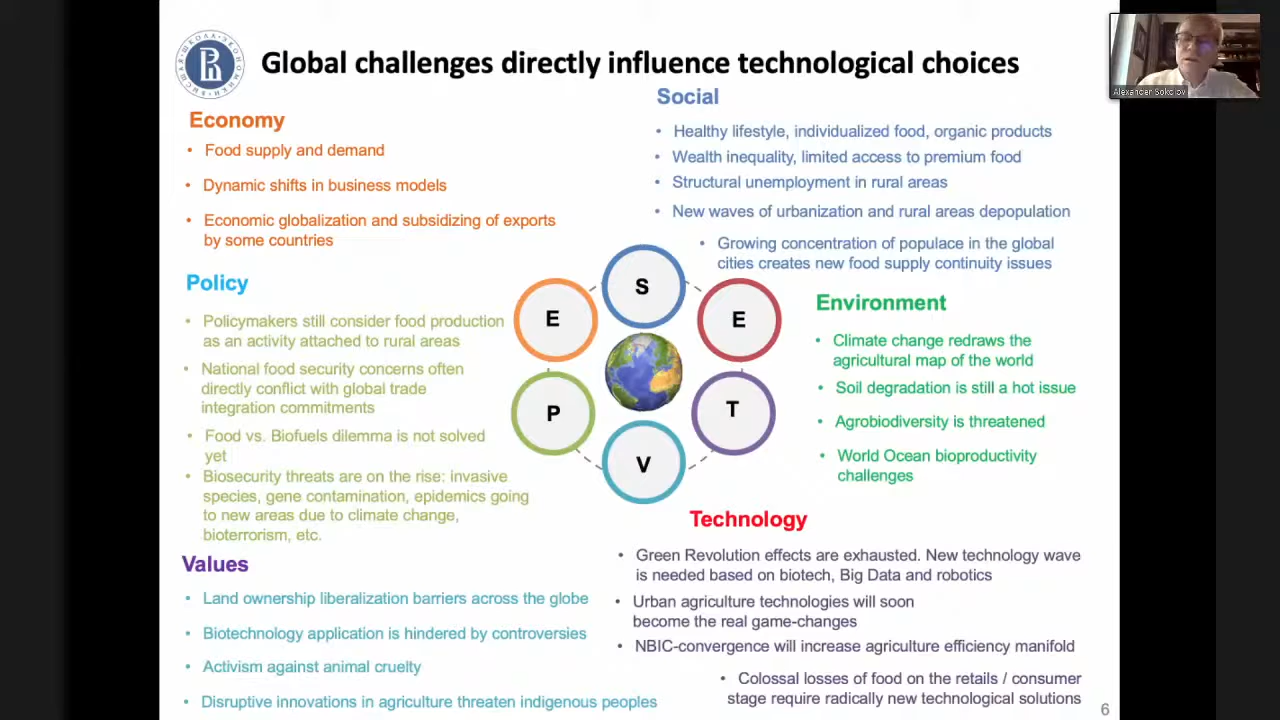 ВЫСШАЯ ШКОЛА ЭКОНОМИКИ
Global challenges directly influence technological choices
Alexander Sokolov
Economy
• Food supply and demand
• Dynamic shifts in business models
• Economic globalization and subsidizing of exports
by some countries
Social
• Healthy lifestyle, individualized food, organic products
• Wealth inequality, limited access to premium food
• Structural unemployment in rural areas
• New waves of urbanization and rural areas depopulation
• Growing concentration of populace in the global
cities creates new food supply continuity issues
Policy
• Policymakers still consider food production
as an activity attached to rural areas
• National food security concerns often
directly conflict with global trade
integration commitments
• Food vs. Biofuels dilemma is not solved
yet
• Biosecurity threats are on the rise: invasive
species, gene contamination, epidemics going
to new areas due to climate change,
bioterrorism, etc.
S
E
E
P
T
V
Environment
• Climate change redraws the
agricultural map of the world
• Soil degradation is still a hot issue
• Agrobiodiversity is threatened
• World Ocean bioproductivity
challenges
Values
• Land ownership liberalization barriers across the globe
• Biotechnology application is hindered by controversies
• Activism against animal cruelty
• Disruptive innovations in agriculture threaten indigenous peoples
Technology
• Green Revolution effects are exhausted. New technology wave
is needed based on biotech, Big Data and robotics
• Urban agriculture technologies will soon
become the real game-changes
• NBIC-convergence will increase agriculture efficiency manifold
• Colossal losses of food on the retails / consumer
stage require radically new technological solutions
6